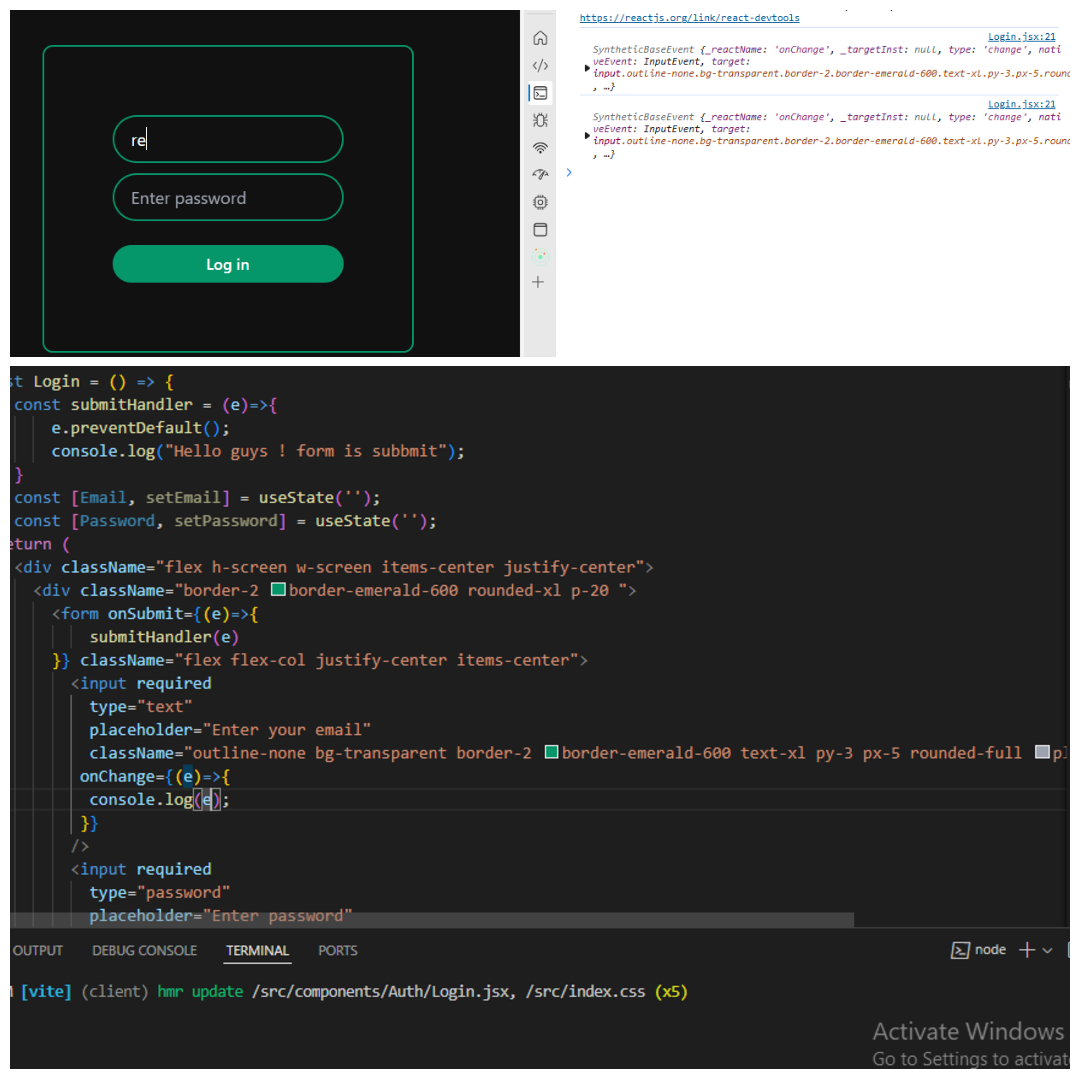 re
Enter password
Log in
https://reactjs.org/link/react-devtools
Login.jsx:21
SyntheticBaseEvent {_reactName: 'onChange', _targetInst: null, type: 'change', nati
veEvent: InputEvent, target:
input.outline-none.bg-transparent.border-2.border-emerald-600.text-xl.py-3.px-5.roun
, …}
Login.jsx:21
SyntheticBaseEvent {_reactName: 'onChange', _targetInst: null, type: 'change', nati
veEvent: InputEvent, target:
input.outline-none.bg-transparent.border-2.border-emerald-600.text-xl.py-3.px-5.roun
, …}
st Login = () => {
const submitHandler = (e)=>{
e.preventDefault();
console.log("Hello guys ! form is subbmit");
}
const [Email, setEmail] = useState('');
const [Password, setPassword] = useState('');
eturn (
<div className="flex h-screen w-screen items-center justify-center">
<div className="border-2 border-emerald-600 rounded-xl p-20 ">
<form onSubmit={(e)=>{
submitHandler(e)
}} className="flex flex-col justify-center items-center">
<input required
type="text"
placeholder="Enter your email"
className="outline-none bg-transparent border-2 border-emerald-600 text-xl py-3 px-5 rounded-full pl
onChange={(e)=>{
console.log(e);
}}
/>
<input required
type="password"
placeholder="Enter password"
OUTPUT DEBUG CONSOLE TERMINAL PORTS
node
[vite] (client) hmr update /src/components/Auth/Login.jsx, /src/index.css (x5)
Activate Windows
Go to Settings to activate